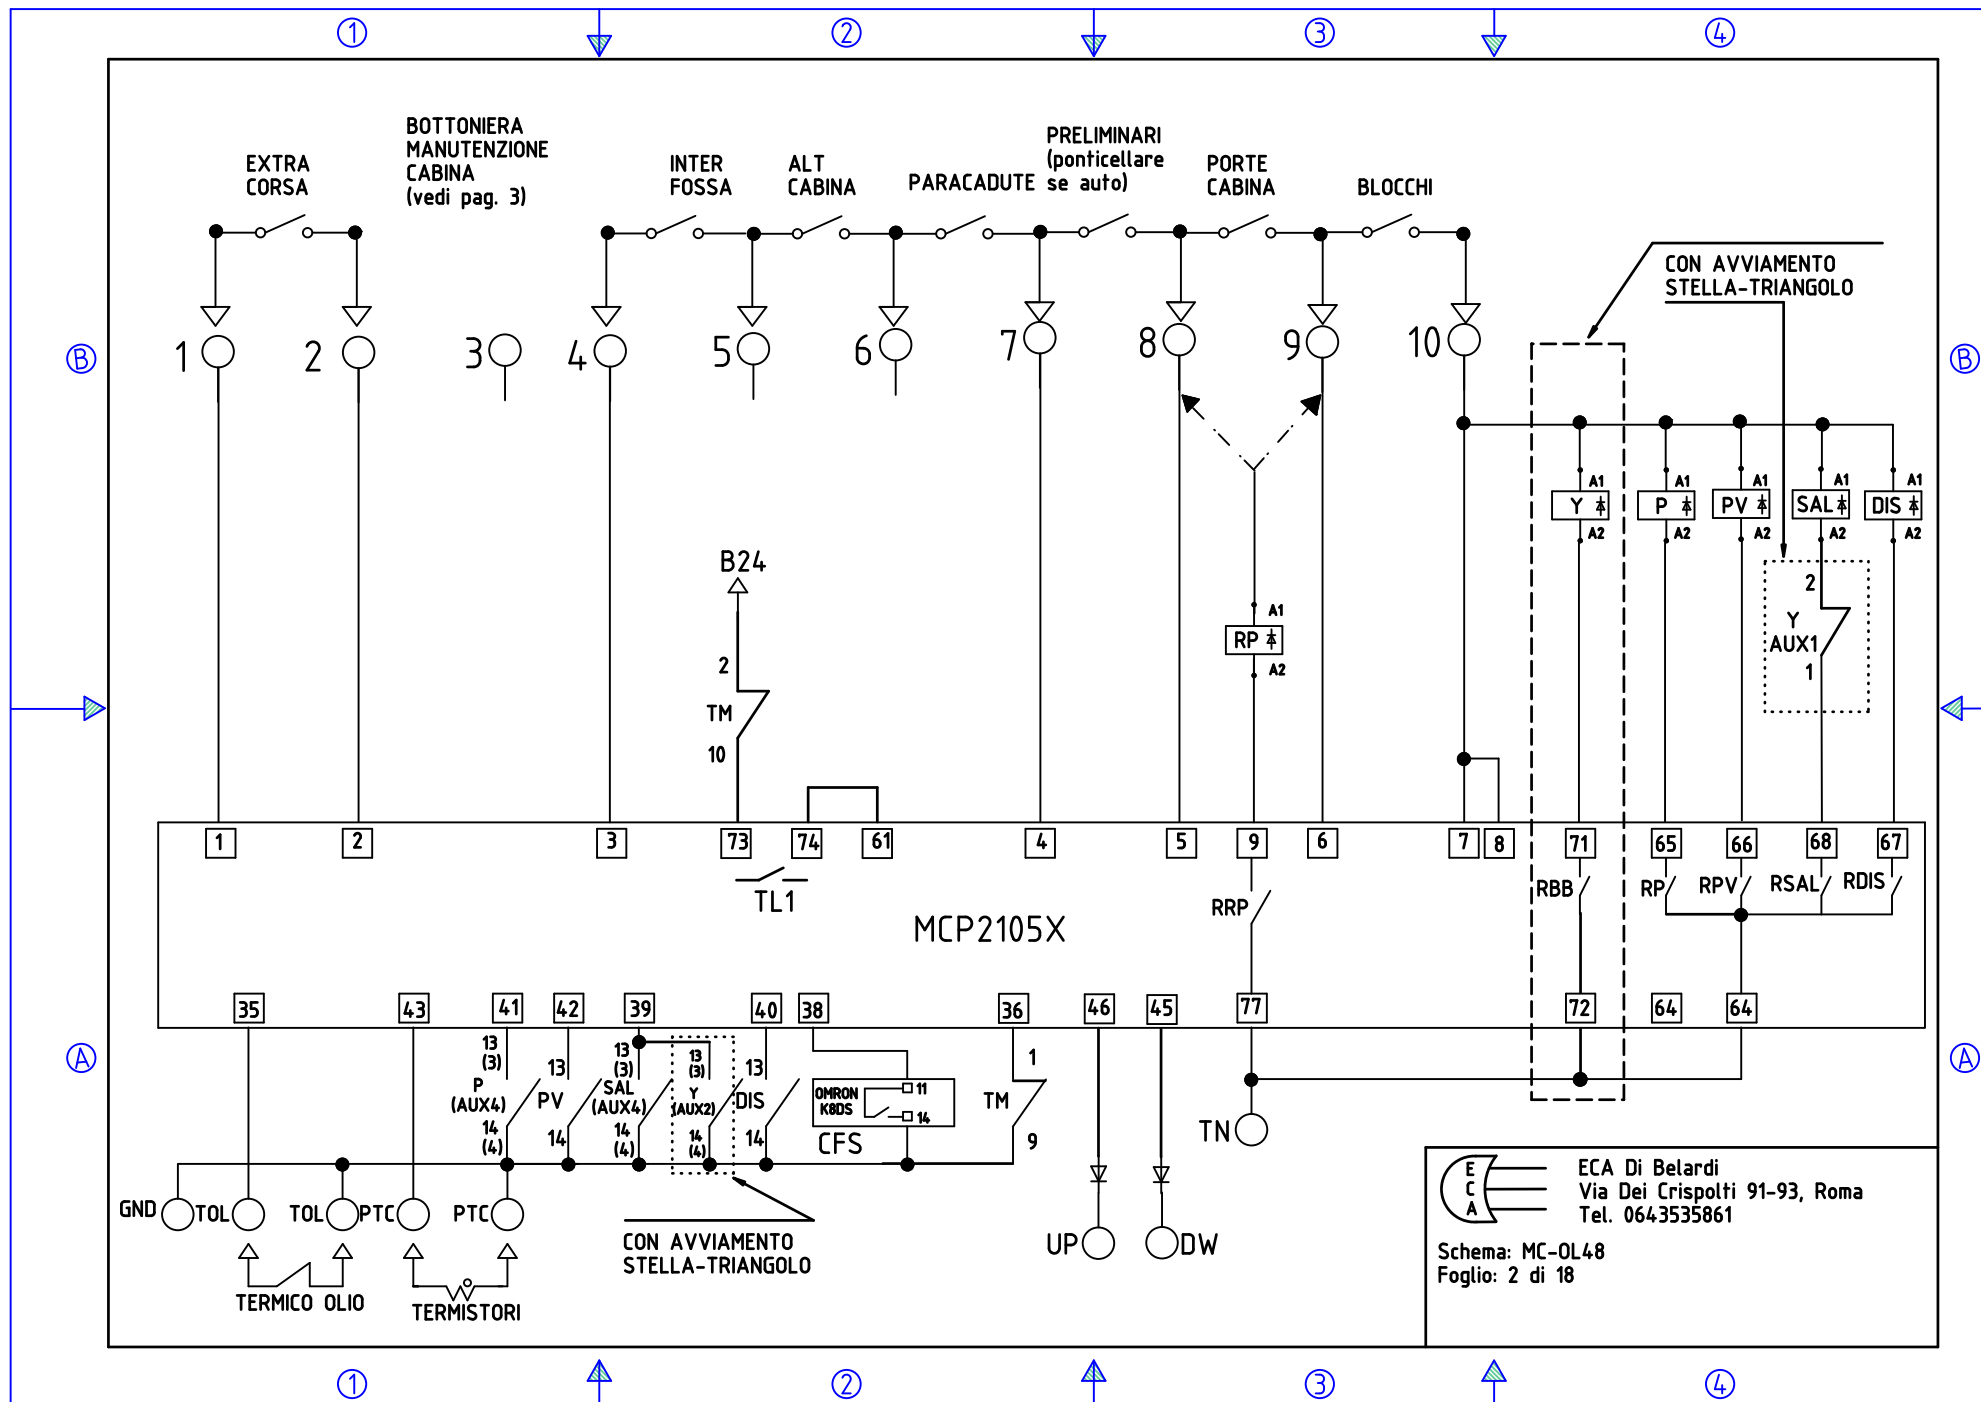 1
2
3
4
EXTRA
CORSA
BOTTONIERA
MANUTENZIONE
CABINA
(vedi pag. 3)
INTER
FOSSA
ALT
CABINA
PARACADUTE
PRELIMINARI
(ponticellare
se auto)
PORTE
CABINA
BLOCCHI
CON AVVIAMENTO
STELLA-TRIANGOLO
B
1
2
3
4
5
6
7
8
9
10
B
A1
A1
A1
A1
A1
Y
P
PV
SAL
DIS
A2
A2
A2
A2
A2
B24
2
TM
10
A1
RP
A2
2
Y
AUX1
1
1
2
3
73
74
61
4
5
9
6
7
8
71
65
66
68
67
TL1
RRP
RBB
RP
RPV
RSAL
RDIS
MCP2105X
35
43
41
42
39
40
38
36
46
45
77
72
64
64
A
13
(3)
P
(AUX4)
14
(4)
13
PV
14
13
(3)
SAL
(AUX4)
14
(4)
13
(3)
Y
(AUX2)
14
(4)
13
DIS
14
OMRON
K8DS
11
14
CFS
1
TM
9
TN
A
GND
TOL
TOL
PTC
PTC
TERMICO OLIO
TERMISTORI
CON AVVIAMENTO
STELLA-TRIANGOLO
UP
DW
E
C
A
ECA Di Belardi
Via Dei Crispolti 91-93, Roma
Tel. 0643535861
Schema: MC-OL48
Foglio: 2 di 18
1
2
3
4